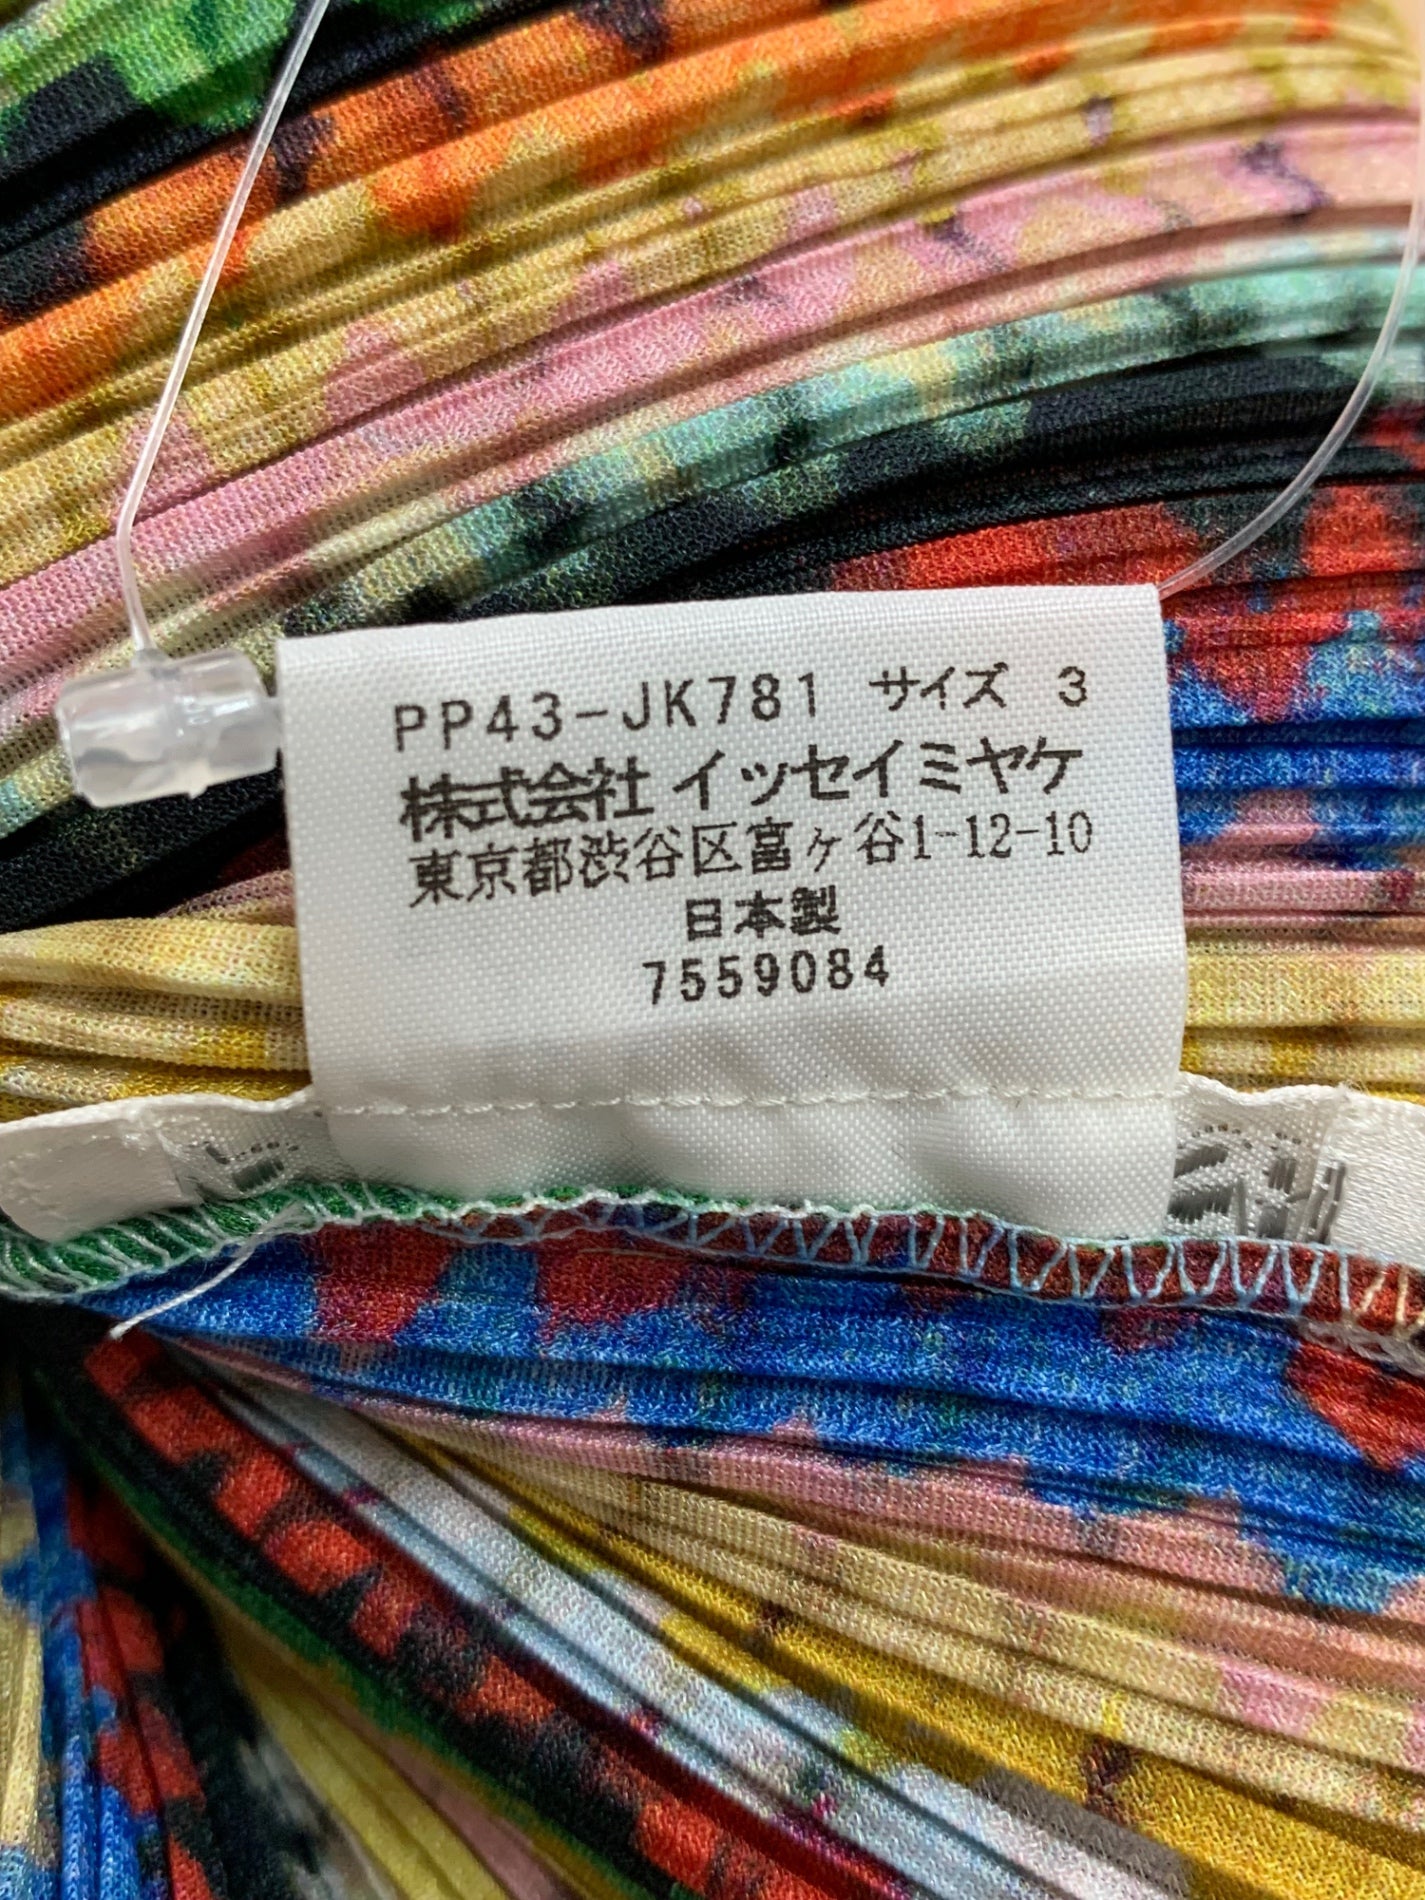 PP43-JK781 サイズ 3
株式会社 イッセイミヤケ
東京都渋谷区富ヶ谷1-12-10
日本製
7559084